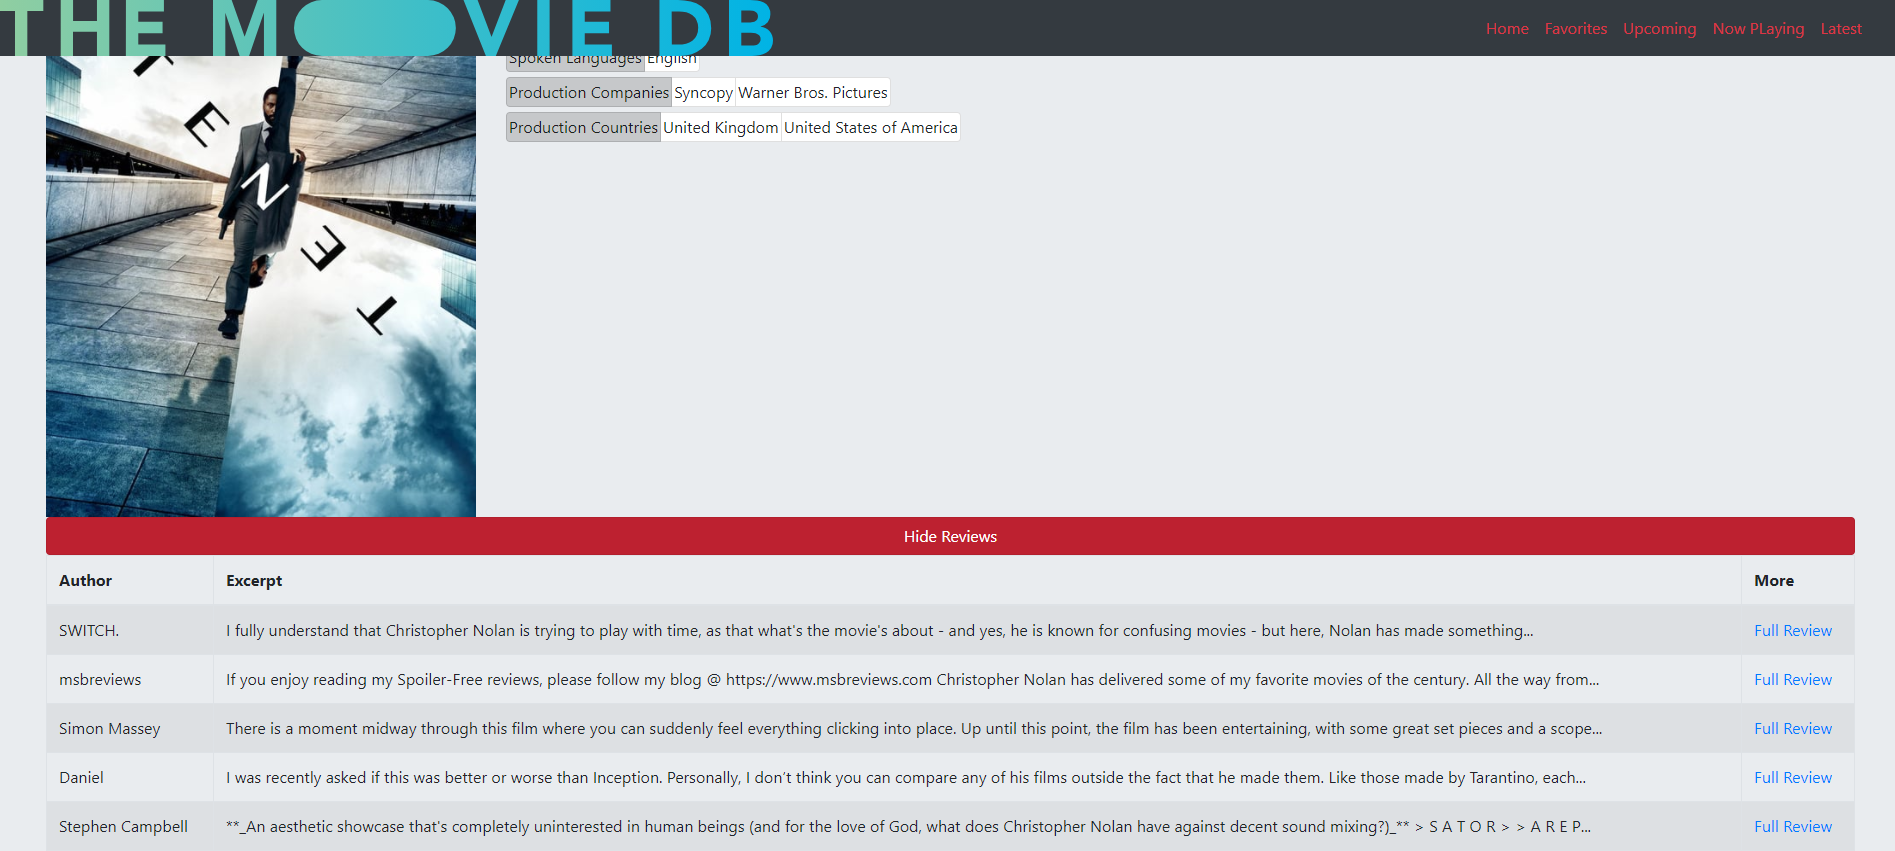 THE MOVIE DB
Home Favorites Upcoming Now PLaying Latest
Spoken Languages English
Production Companies Syncopy Warner Bros. Pictures
Production Countries United Kingdom United States of America
T
E
N
E
T
Hide Reviews
Author Excerpt More
SWITCH. I fully understand that Christopher Nolan is trying to play with time, as that what's the movie's about - and yes, he is known for confusing movies - but here, Nolan has made something... Full Review
msbreviews If you enjoy reading my Spoiler-Free reviews, please follow my blog @ https://www.msbreviews.com Christopher Nolan has delivered some of my favorite movies of the century. All the way from... Full Review
Simon Massey There is a moment midway through this film where you can suddenly feel everything clicking into place. Up until this point, the film has been entertaining, with some great set pieces and a scope... Full Review
Daniel I was recently asked if this was better or worse than Inception. Personally, I don’t think you can compare any of his films outside the fact that he made them. Like those made by Tarantino, each... Full Review
Stephen Campbell **_An aesthetic showcase that's completely uninterested in human beings (and for the love of God, what does Christopher Nolan have against decent sound mixing?)_** > S A T O R > > A R E P... Full Review